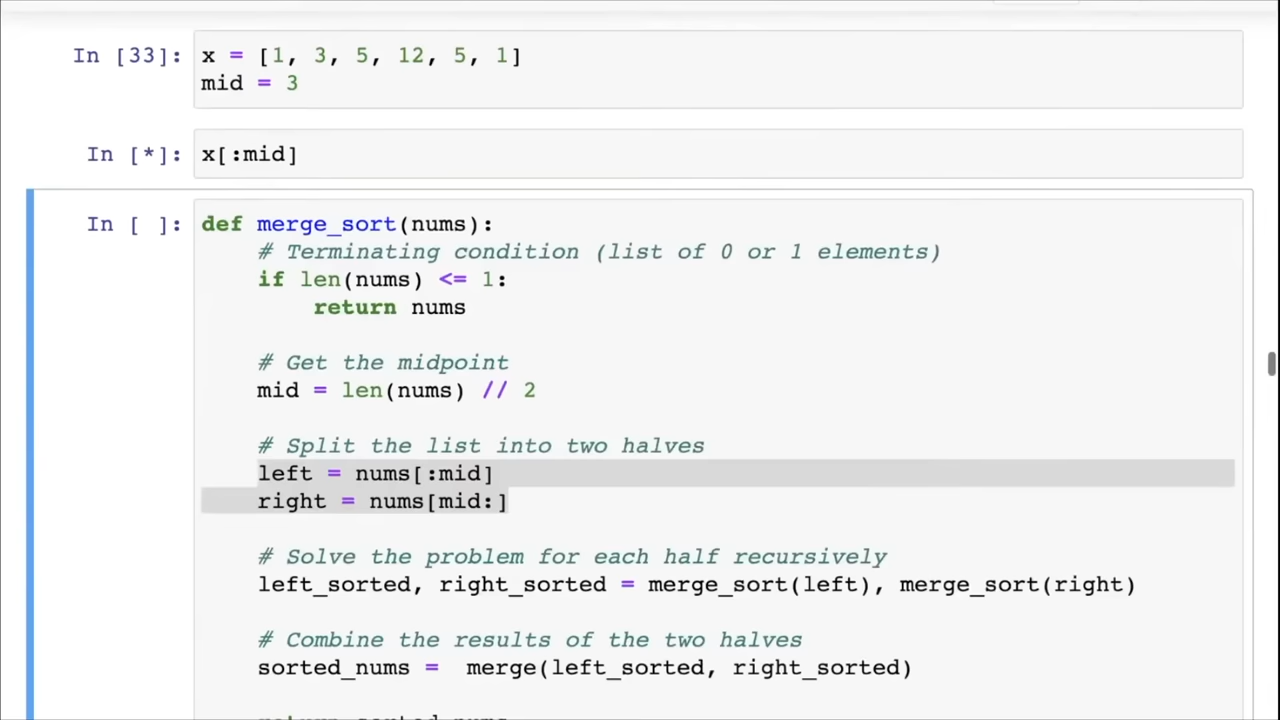 In [33]: x = [1, 3, 5, 12, 5, 1]
mid = 3
In [*]: x[:mid]
In [ ]: def merge_sort(nums):
# Terminating condition (list of 0 or 1 elements)
if len(nums) <= 1:
return nums
# Get the midpoint
mid = len(nums) // 2
# Split the list into two halves
left = nums[:mid]
right = nums[mid:]
# Solve the problem for each half recursively
left_sorted, right_sorted = merge_sort(left), merge_sort(right)
# Combine the results of the two halves
sorted_nums =  merge(left_sorted, right_sorted)
return sorted_nums